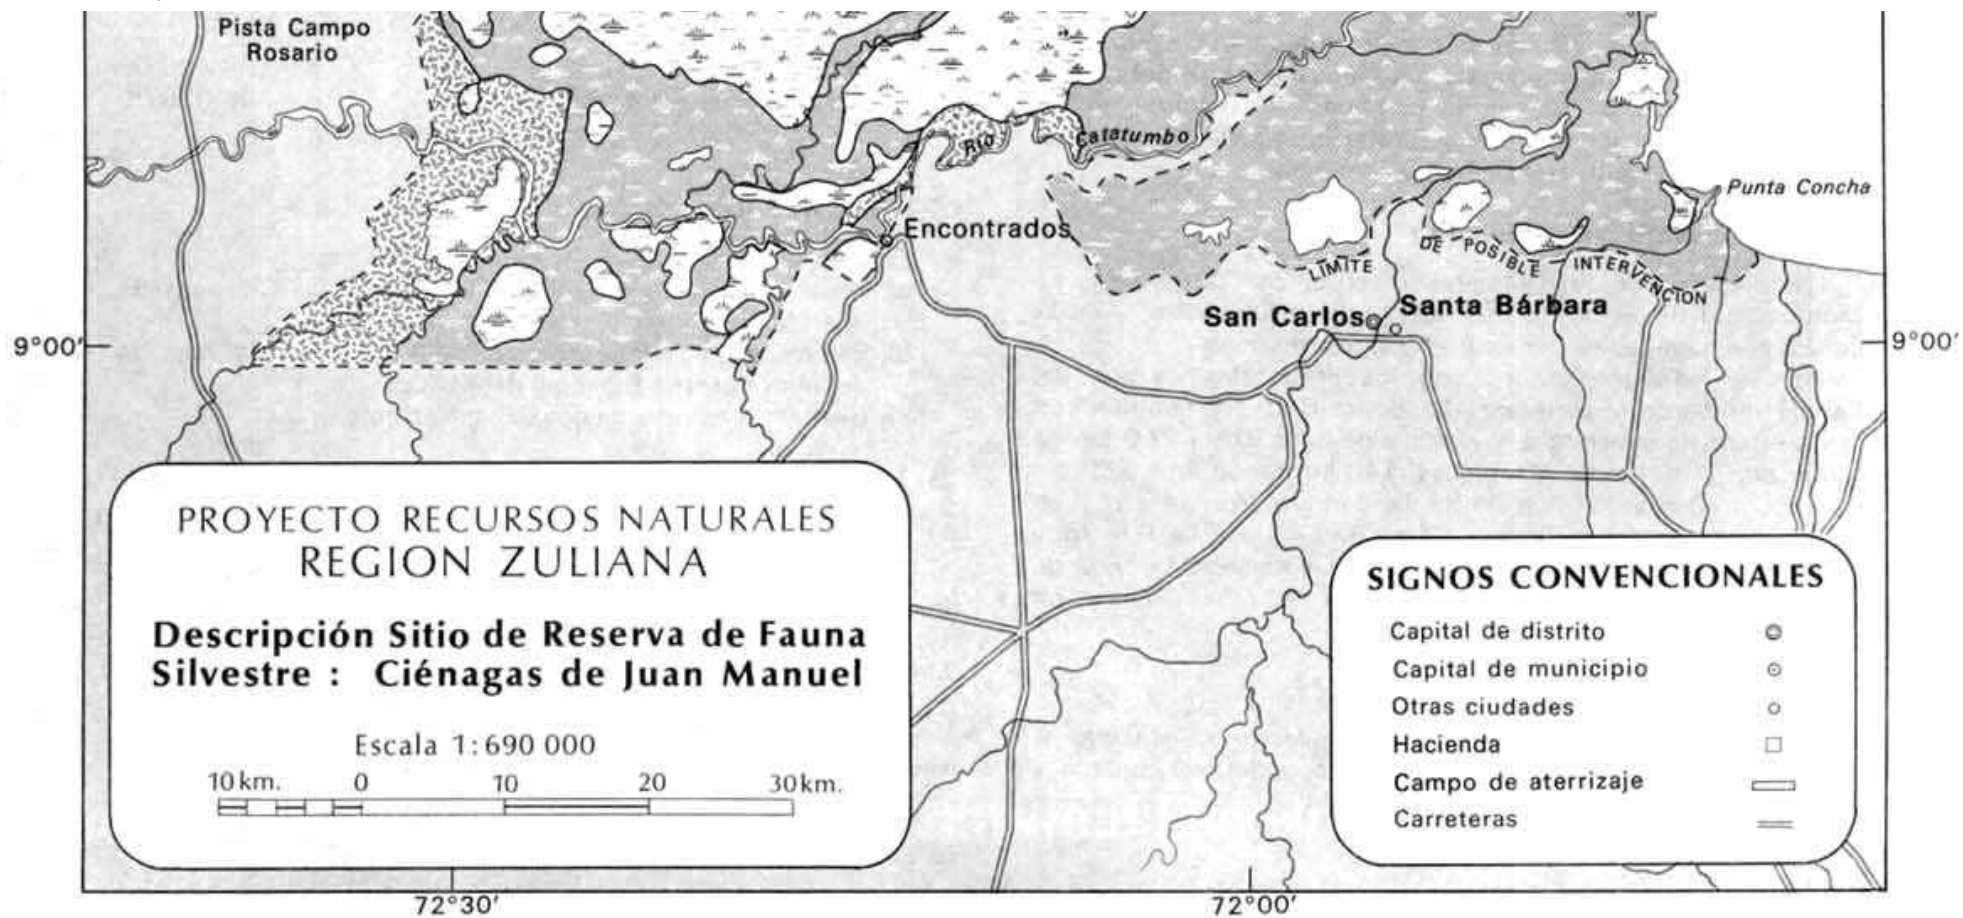 Pista Campo
Rosario
Río Catatumbo
Punta Concha
Encontrados
LIMITE DE POSIBLE INTERVENCION
San Carlos
Santa Bárbara
9°00'
9°00'
PROYECTO RECURSOS NATURALES
REGION ZULIANA
Descripción Sitio de Reserva de Fauna
Silvestre : Ciénagas de Juan Manuel
Escala 1:690 000
10 km. 0 10 20 30 km.
SIGNOS CONVENCIONALES
Capital de distrito
Capital de municipio
Otras ciudades
Hacienda
Campo de aterrizaje
Carreteras
72°30'
72°00'